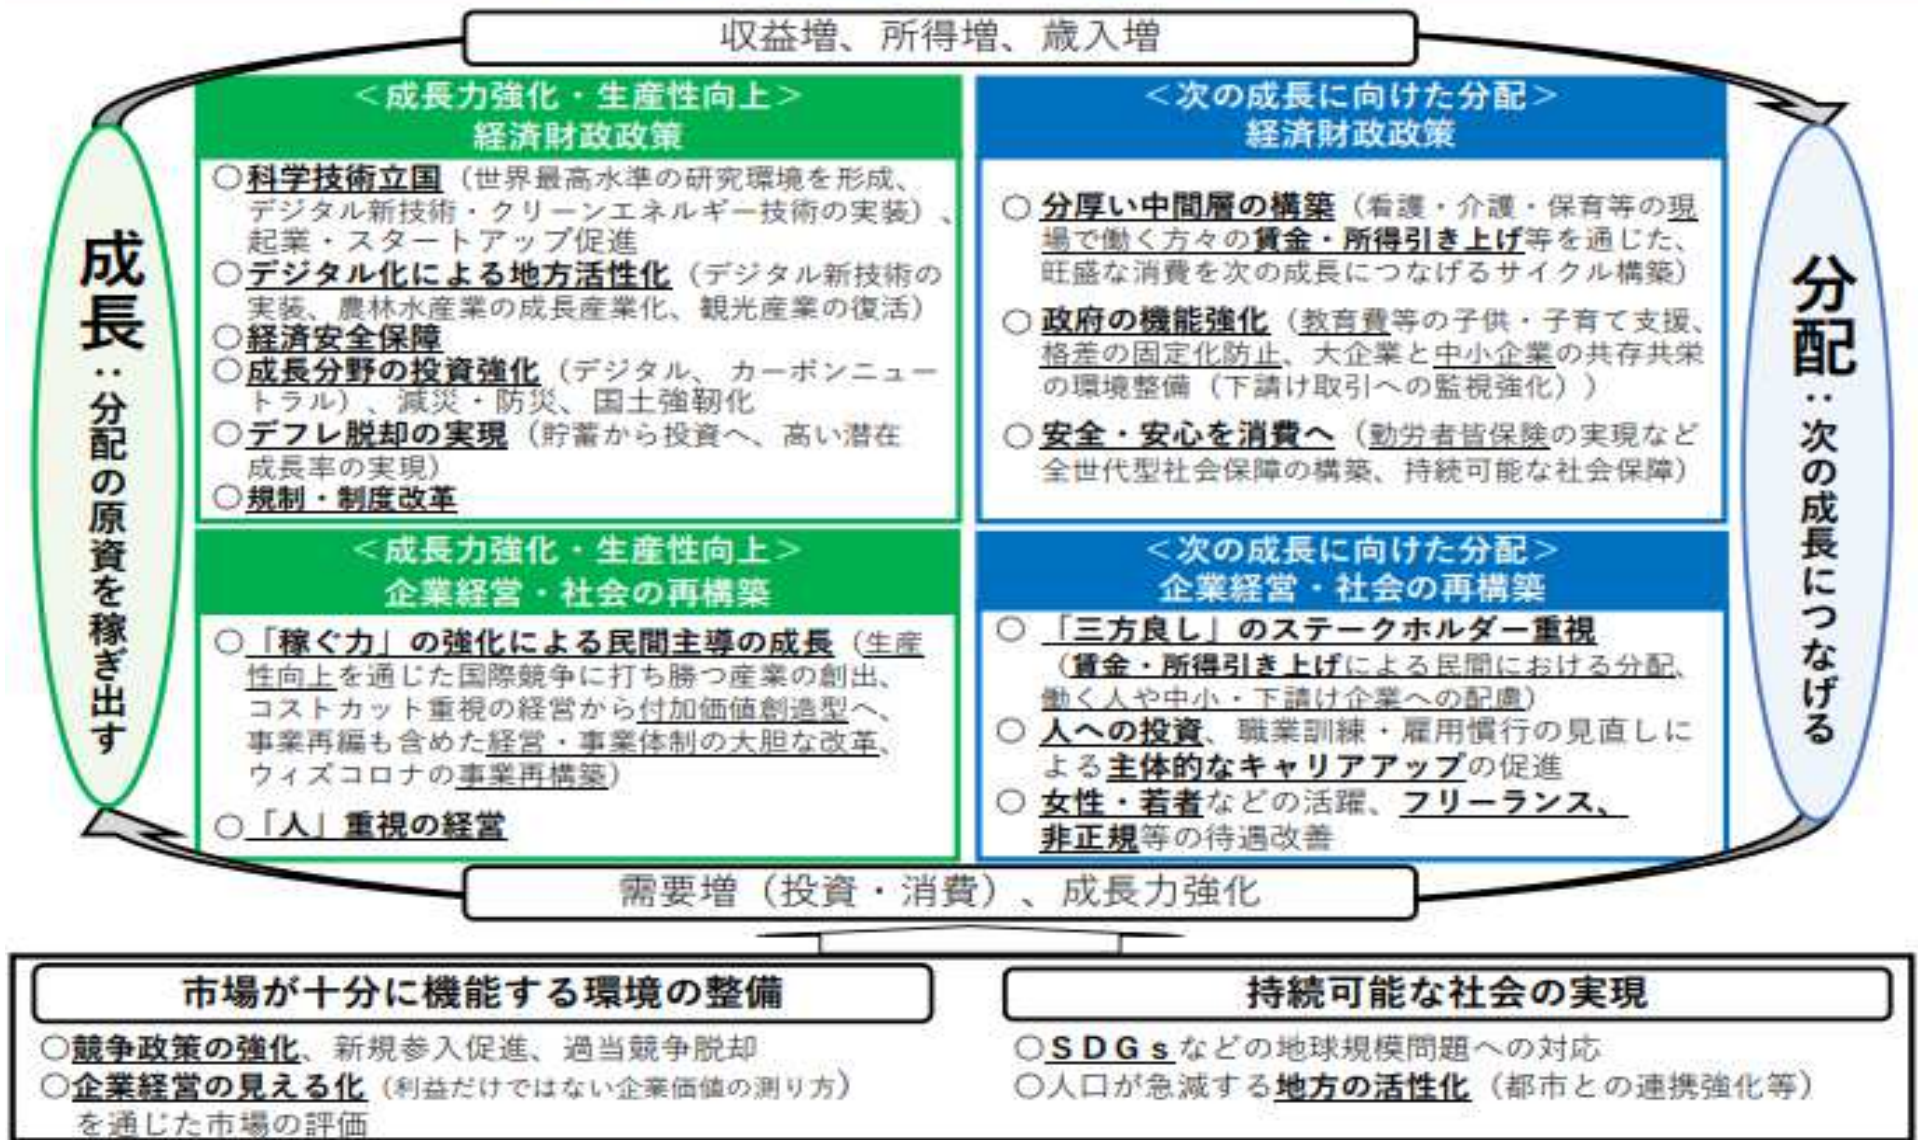 収益増、所得増、歳入増
成長：分配の原資を稼ぎ出す
＜成長力強化・生産性向上＞
経済財政政策
○科学技術立国（世界最高水準の研究環境を形成、
デジタル新技術・クリーンエネルギー技術の実装）、
起業・スタートアップ促進
○デジタル化による地方活性化（デジタル新技術の
実装、農林水産業の成長産業化、観光産業の復活）
○経済安全保障
○成長分野の投資強化（デジタル、カーボンニュー
トラル）、減災・防災、国土強靭化
○デフレ脱却の実現（貯蓄から投資へ、高い潜在
成長率の実現）
○規制・制度改革
＜次の成長に向けた分配＞
経済財政政策
○ 分厚い中間層の構築（看護・介護・保育等の現
場で働く方々の賃金・所得引き上げ等を通じた、
旺盛な消費を次の成長につなげるサイクル構築）
○ 政府の機能強化（教育費等の子供・子育て支援、
格差の固定化防止、大企業と中小企業の共存共栄
の環境整備（下請け取引への監視強化））
○ 安全・安心を消費へ（勤労者皆保険の実現など
全世代型社会保障の構築、持続可能な社会保障）
分配：次の成長につなげる
＜成長力強化・生産性向上＞
企業経営・社会の再構築
○「稼ぐ力」の強化による民間主導の成長（生産
性向上を通じた国際競争に打ち勝つ産業の創出、
コストカット重視の経営から付加価値創造型へ、
事業再編も含めた経営・事業体制の大胆な改革、
ウィズコロナの事業再構築）
○「人」重視の経営
＜次の成長に向けた分配＞
企業経営・社会の再構築
○ 「三方良し」のステークホルダー重視
（賃金・所得引き上げによる民間における分配、
働く人や中小・下請け企業への配慮）
○ 人への投資、職業訓練・雇用慣行の見直しに
よる主体的なキャリアアップの促進
○ 女性・若者などの活躍、フリーランス、
非正規等の待遇改善
需要増（投資・消費）、成長力強化
市場が十分に機能する環境の整備
○競争政策の強化、新規参入促進、過当競争脱却
○企業経営の見える化（利益だけではない企業価値の測り方）
を通じた市場の評価
持続可能な社会の実現
○ＳＤＧｓなどの地球規模問題への対応
○人口が急減する地方の活性化（都市との連携強化等）